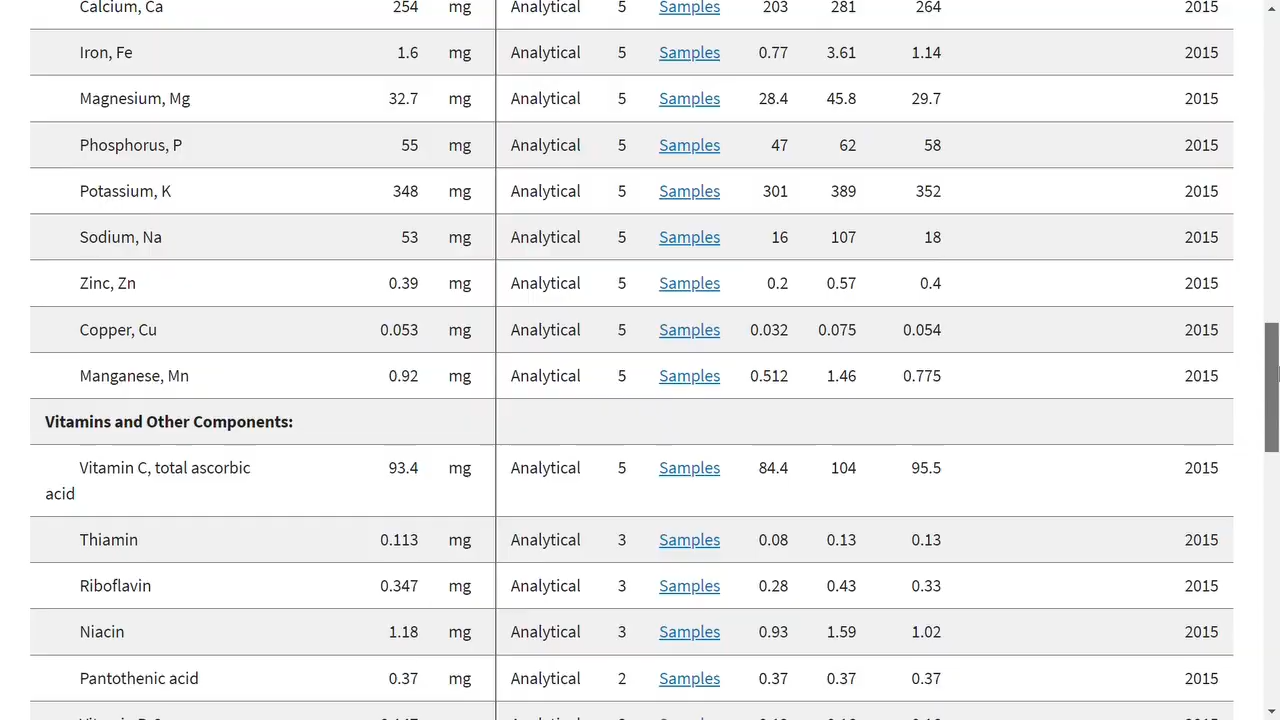 Calcium, Ca 254 mg Analytical 5 Samples 203 281 264 2015
Iron, Fe 1.6 mg Analytical 5 Samples 0.77 3.61 1.14 2015
Magnesium, Mg 32.7 mg Analytical 5 Samples 28.4 45.8 29.7 2015
Phosphorus, P 55 mg Analytical 5 Samples 47 62 58 2015
Potassium, K 348 mg Analytical 5 Samples 301 389 352 2015
Sodium, Na 53 mg Analytical 5 Samples 16 107 18 2015
Zinc, Zn 0.39 mg Analytical 5 Samples 0.2 0.57 0.4 2015
Copper, Cu 0.053 mg Analytical 5 Samples 0.032 0.075 0.054 2015
Manganese, Mn 0.92 mg Analytical 5 Samples 0.512 1.46 0.775 2015
Vitamins and Other Components:
Vitamin C, total ascorbic 93.4 mg Analytical 5 Samples 84.4 104 95.5 2015
acid
Thiamin 0.113 mg Analytical 3 Samples 0.08 0.13 0.13 2015
Riboflavin 0.347 mg Analytical 3 Samples 0.28 0.43 0.33 2015
Niacin 1.18 mg Analytical 3 Samples 0.93 1.59 1.02 2015
Pantothenic acid 0.37 mg Analytical 2 Samples 0.37 0.37 0.37 2015